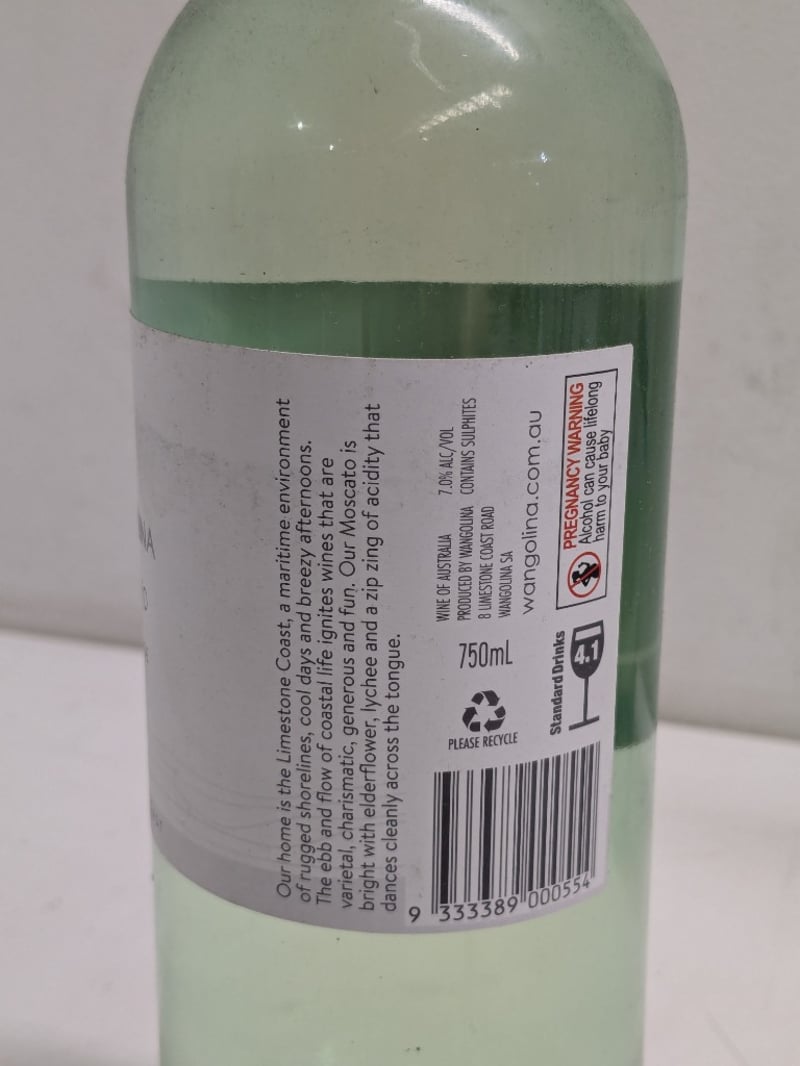 Our home is the Limestone Coast, a maritime environment
of rugged shorelines, cool days and breezy afternoons.
The ebb and flow of coastal life ignites wines that are
varietal, charismatic, generous and fun. Our Moscato is
bright with elderflower, lychee and a zip zing of acidity that
dances cleanly across the tongue.
WINE OF AUSTRALIA 7.0% ALC/VOL
PRODUCED BY WANGOLINA CONTAINS SULPHITES
8 LIMESTONE COAST ROAD
WANGOLINA SA
wangolina.com.au
750mL
PLEASE RECYCLE
PREGNANCY WARNING
Alcohol can cause lifelong
harm to your baby
Standard Drinks
4.1
9 333389 000554